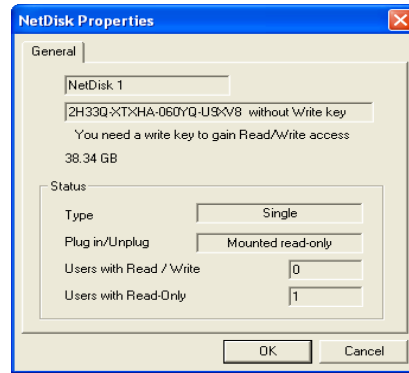 NetDisk Properties
General
NetDisk 1
2H33Q-XTXHA-060YQ-U9XV8 without Write key
You need a write key to gain Read/Write access
38.34 GB
Status
Type Single
Plug in/Unplug Mounted read-only
Users with Read / Write 0
Users with Read-Only 1
OK Cancel